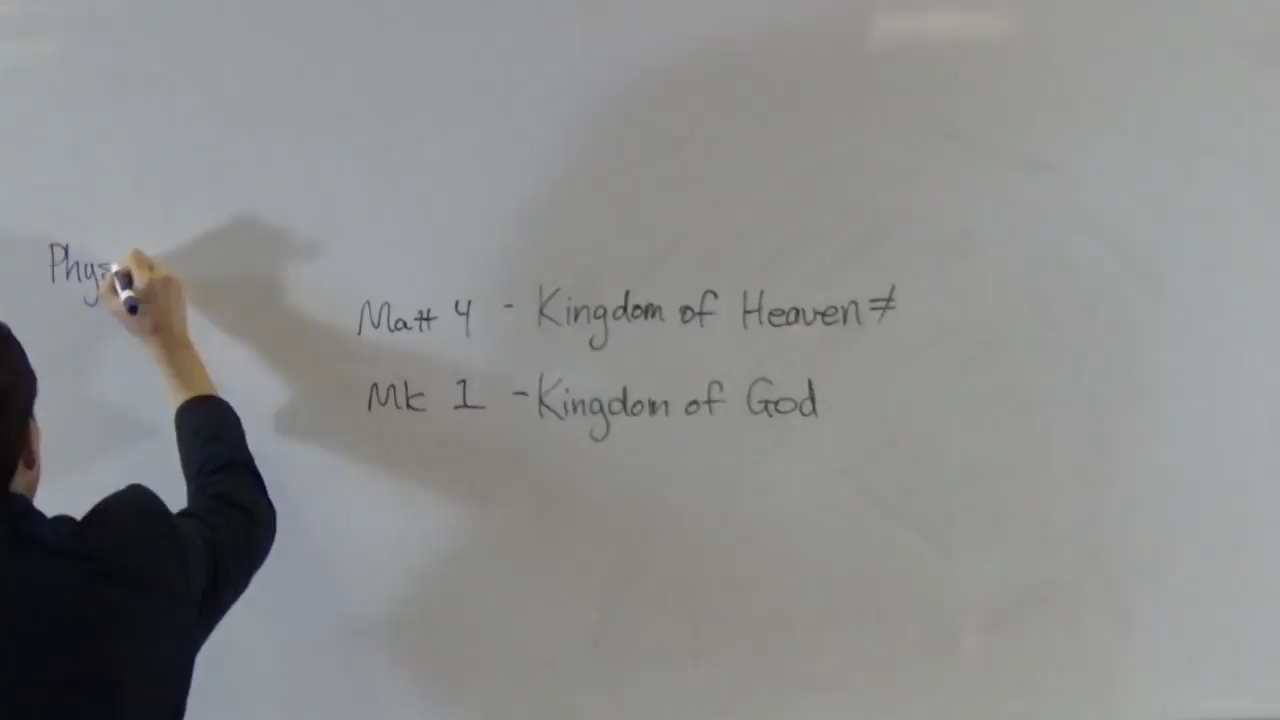 Phys
Matt 4 - Kingdom of Heaven ≠
Mk 1 - Kingdom of God